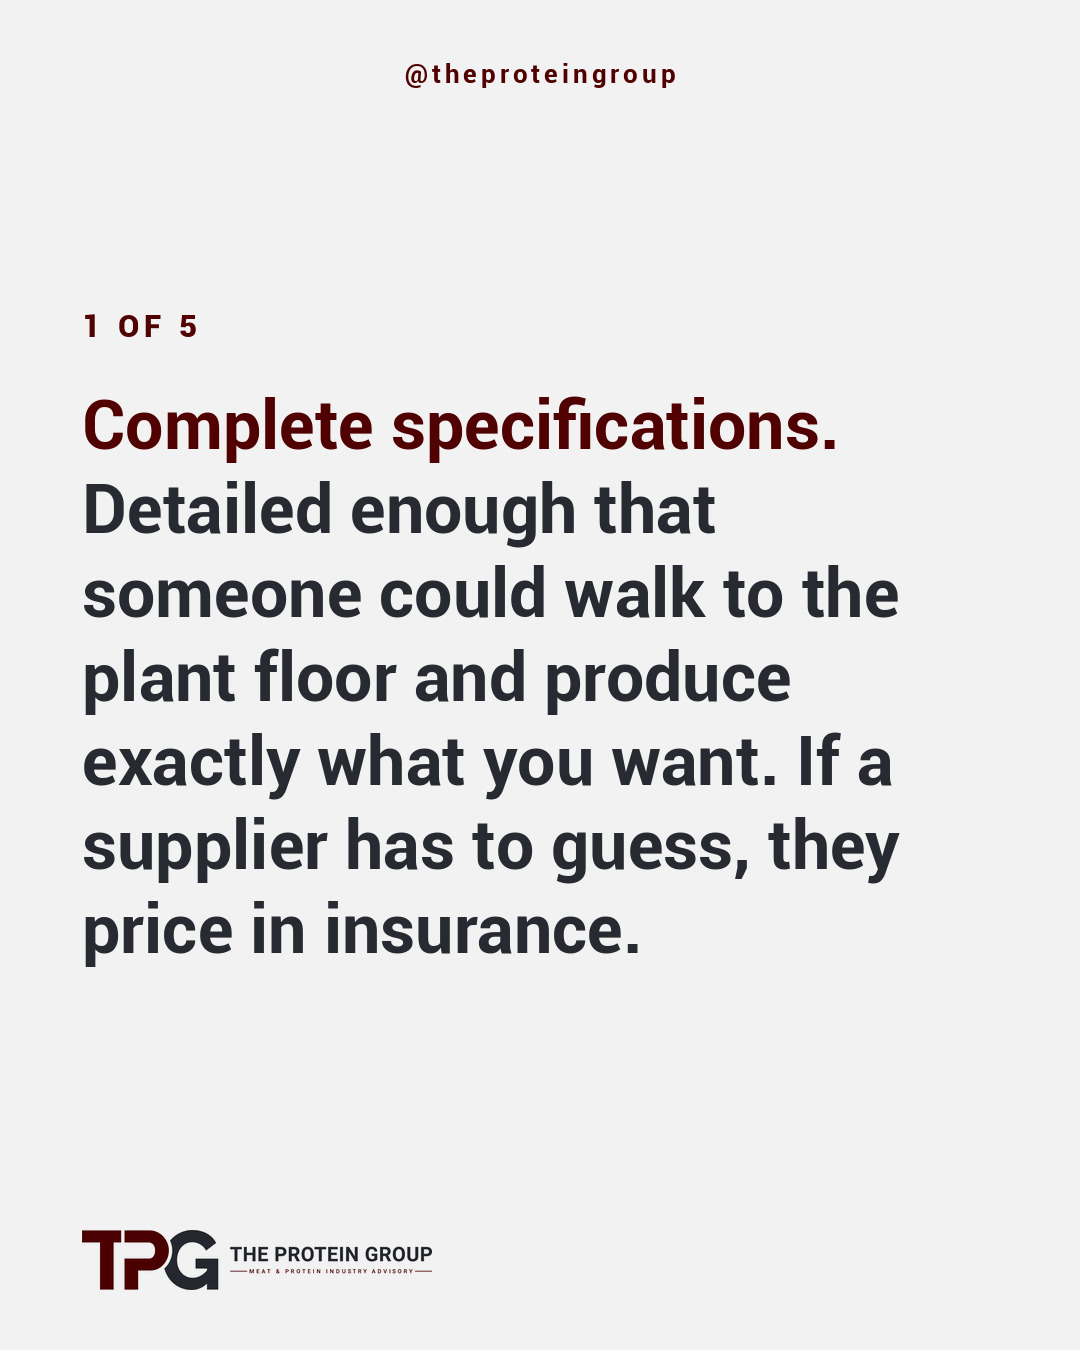 @theproteingroup
1 OF 5
Complete specifications.
Detailed enough that
someone could walk to the
plant floor and produce
exactly what you want. If a
supplier has to guess, they
price in insurance.
TPG
THE PROTEIN GROUP
MEAT & PROTEIN INDUSTRY ADVISORY